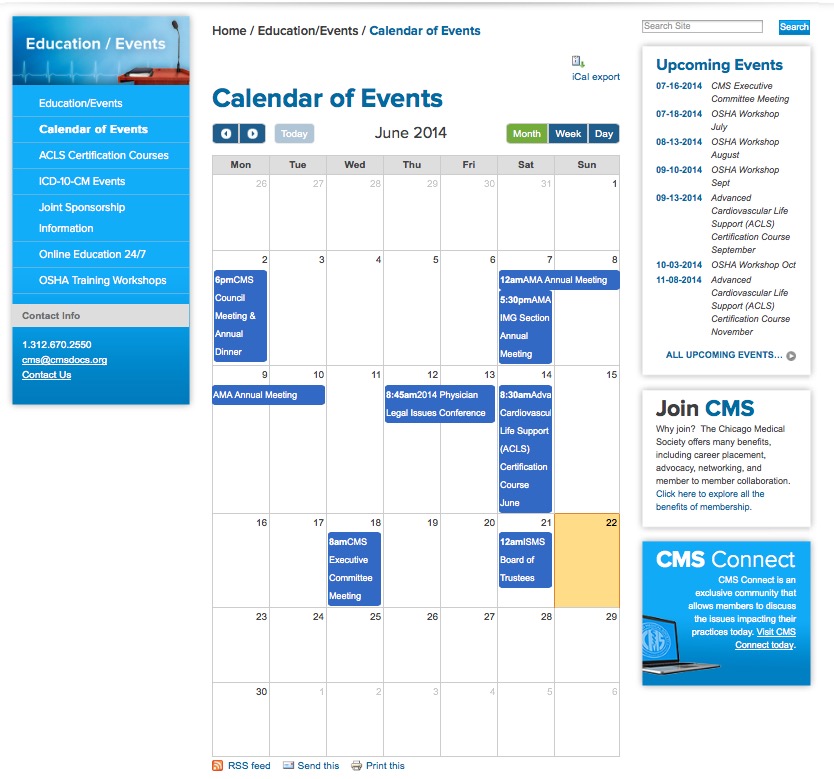 Education / Events
Education/Events
Calendar of Events
ACLS Certification Courses
ICD-10-CM Events
Joint Sponsorship
Information
Online Education 24/7
OSHA Training Workshops
Contact Info
1.312.670.2550
cms@cmsdocs.org
Contact Us
Home / Education/Events / Calendar of Events
iCal export
Calendar of Events
Today
June 2014
Month Week Day
Mon Tue Wed Thu Fri Sat Sun
26 27 28 29 30 31 1
2 3 4 5 6 7 8
6pmCMS
Council
Meeting &
Annual
Dinner
12amAMA Annual Meeting
5:30pmAMA
IMG Section
Annual
Meeting
9 10 11 12 13 14 15
AMA Annual Meeting
8:45am2014 Physician
Legal Issues Conference
8:30amAdva
Cardiovascul
Life Support
(ACLS)
Certification
Course
June
16 17 18 19 20 21 22
8amCMS
Executive
Committee
Meeting
12amISMS
Board of
Trustees
23 24 25 26 27 28 29
30 1 2 3 4 5 6
RSS feed Send this Print this
Search Site Search
Upcoming Events
07-16-2014 CMS Executive
Committee Meeting
07-18-2014 OSHA Workshop
July
08-13-2014 OSHA Workshop
August
09-10-2014 OSHA Workshop
Sept
09-13-2014 Advanced
Cardiovascular Life
Support (ACLS)
Certification Course
September
10-03-2014 OSHA Workshop Oct
11-08-2014 Advanced
Cardiovascular Life
Support (ACLS)
Certification Course
November
ALL UPCOMING EVENTS...
Join CMS
Why join? The Chicago Medical
Society offers many benefits,
including career placement,
advocacy, networking, and
member to member collaboration.
Click here to explore all the
benefits of membership.
CMS Connect
CMS Connect is an
exclusive community that
allows members to discuss
the issues impacting their
practices today. Visit CMS
Connect today.
CMS